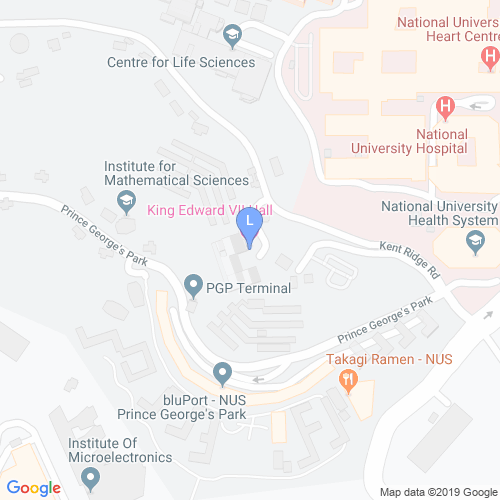 National Univers
Heart Centre
H
Centre for Life Sciences
H
National
University Hospital
Institute for
Mathematical Sciences
King Edward VII Hall
National University
Health System
L
Prince George's Park
Kent Ridge Rd
PGP Terminal
Prince George's Park
Takagi Ramen - NUS
bluPort - NUS
Prince George's Park
Institute Of
Microelectronics
Google
Map data ©2019 Google